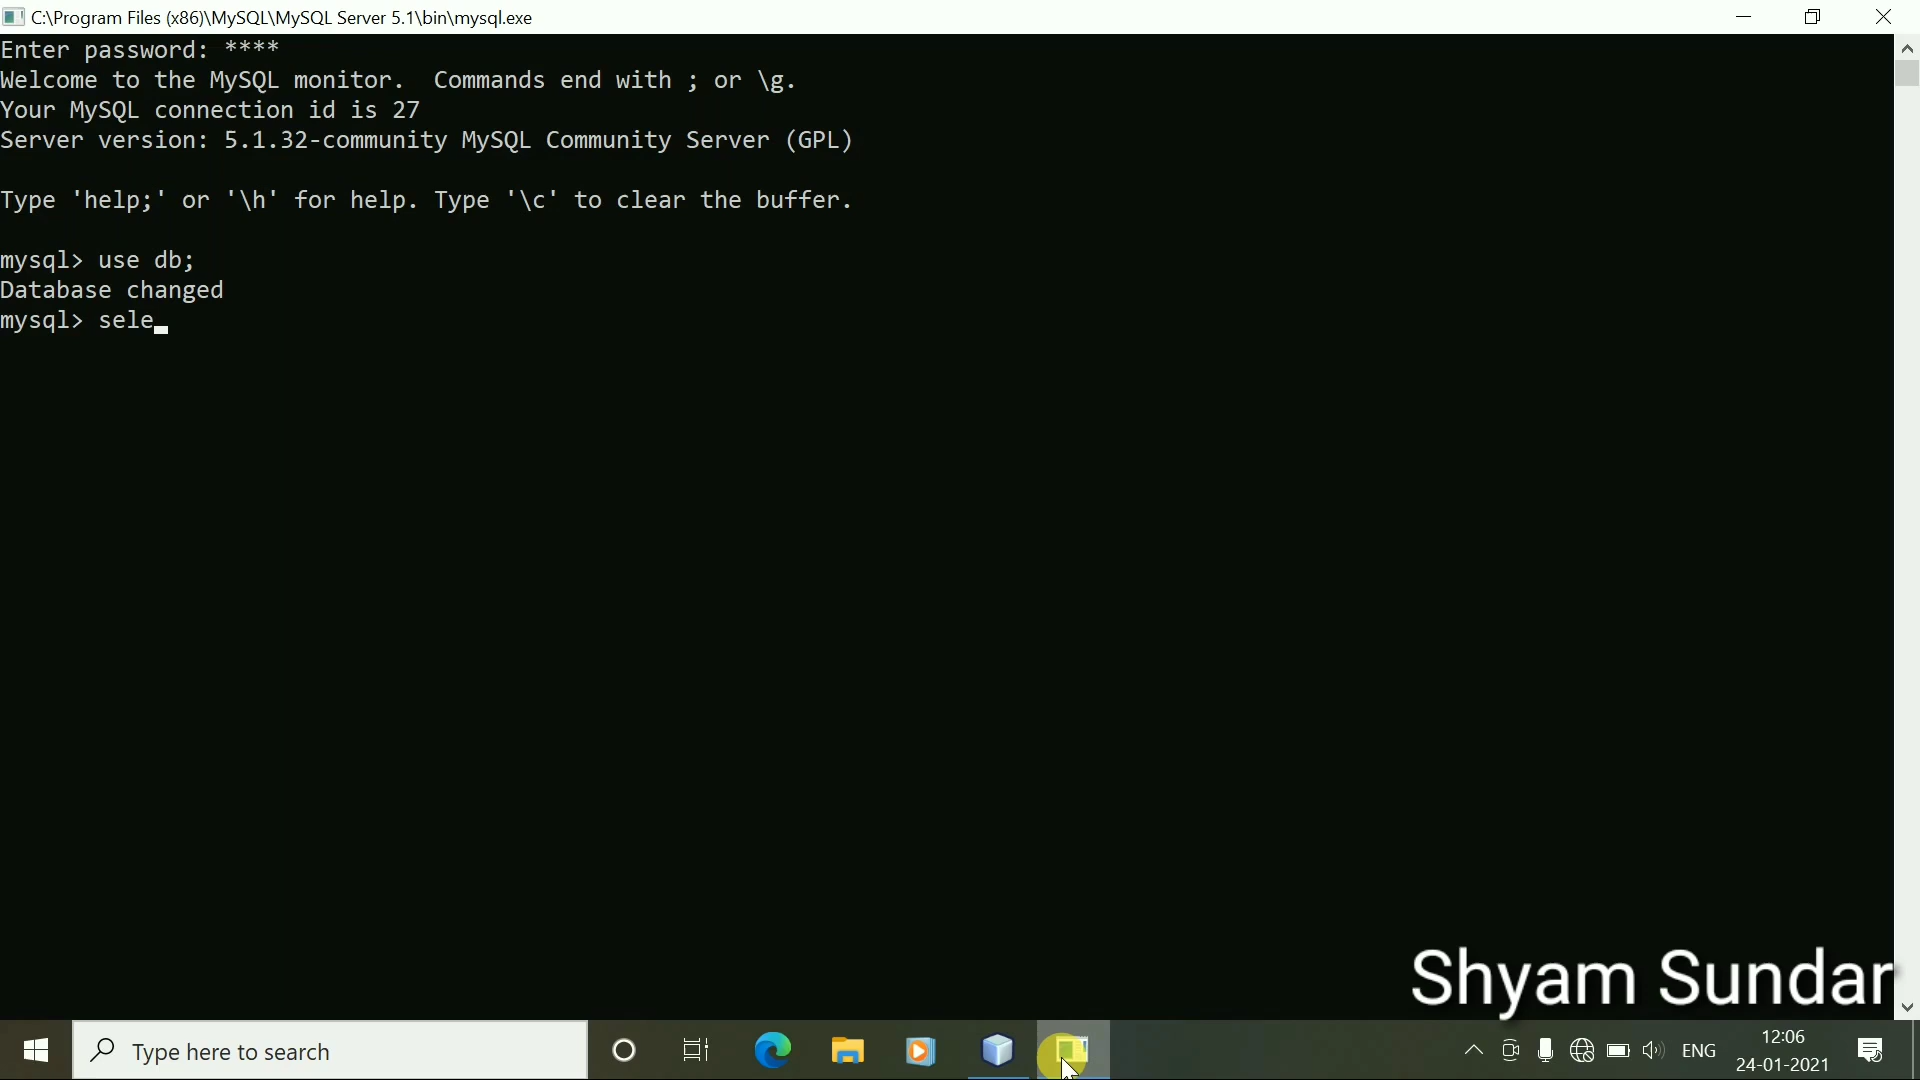 C:\Program Files (x86)\MySQL\MySQL Server 5.1\bin\mysql.exe
Enter password: ****
Welcome to the MySQL monitor.  Commands end with ; or \g.
Your MySQL connection id is 27
Server version: 5.1.32-community MySQL Community Server (GPL)
Type 'help;' or '\h' for help. Type '\c' to clear the buffer.
mysql> use db;
Database changed
mysql> sele_
Shyam Sundar
Type here to search
ENG
12:06
24-01-2021